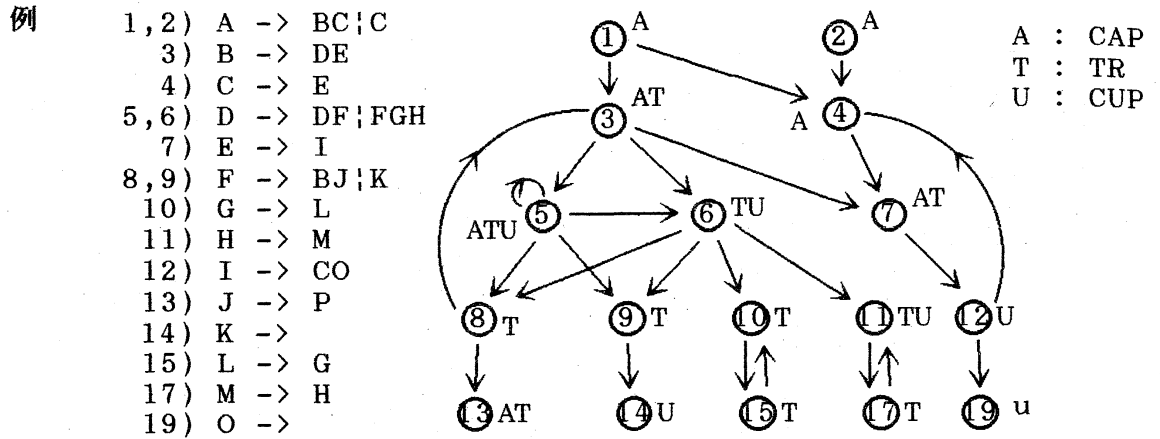 例
1,2) A -> BC¦C
3) B -> DE
4) C -> E
5,6) D -> DF¦FGH
7) E -> I
8,9) F -> BJ¦K
10) G -> L
11) H -> M
12) I -> CO
13) J -> P
14) K ->
15) L -> G
17) M -> H
19) O ->
① A ② A
③ AT A ④
ATU ⑤ ⑥ TU ⑦ AT
⑧ T ⑨ T ⑩ T ⑪ TU ⑫ U
⑬ AT ⑭ U ⑮ T ⑰ T ⑲ u
A : CAP
T : TR
U : CUP